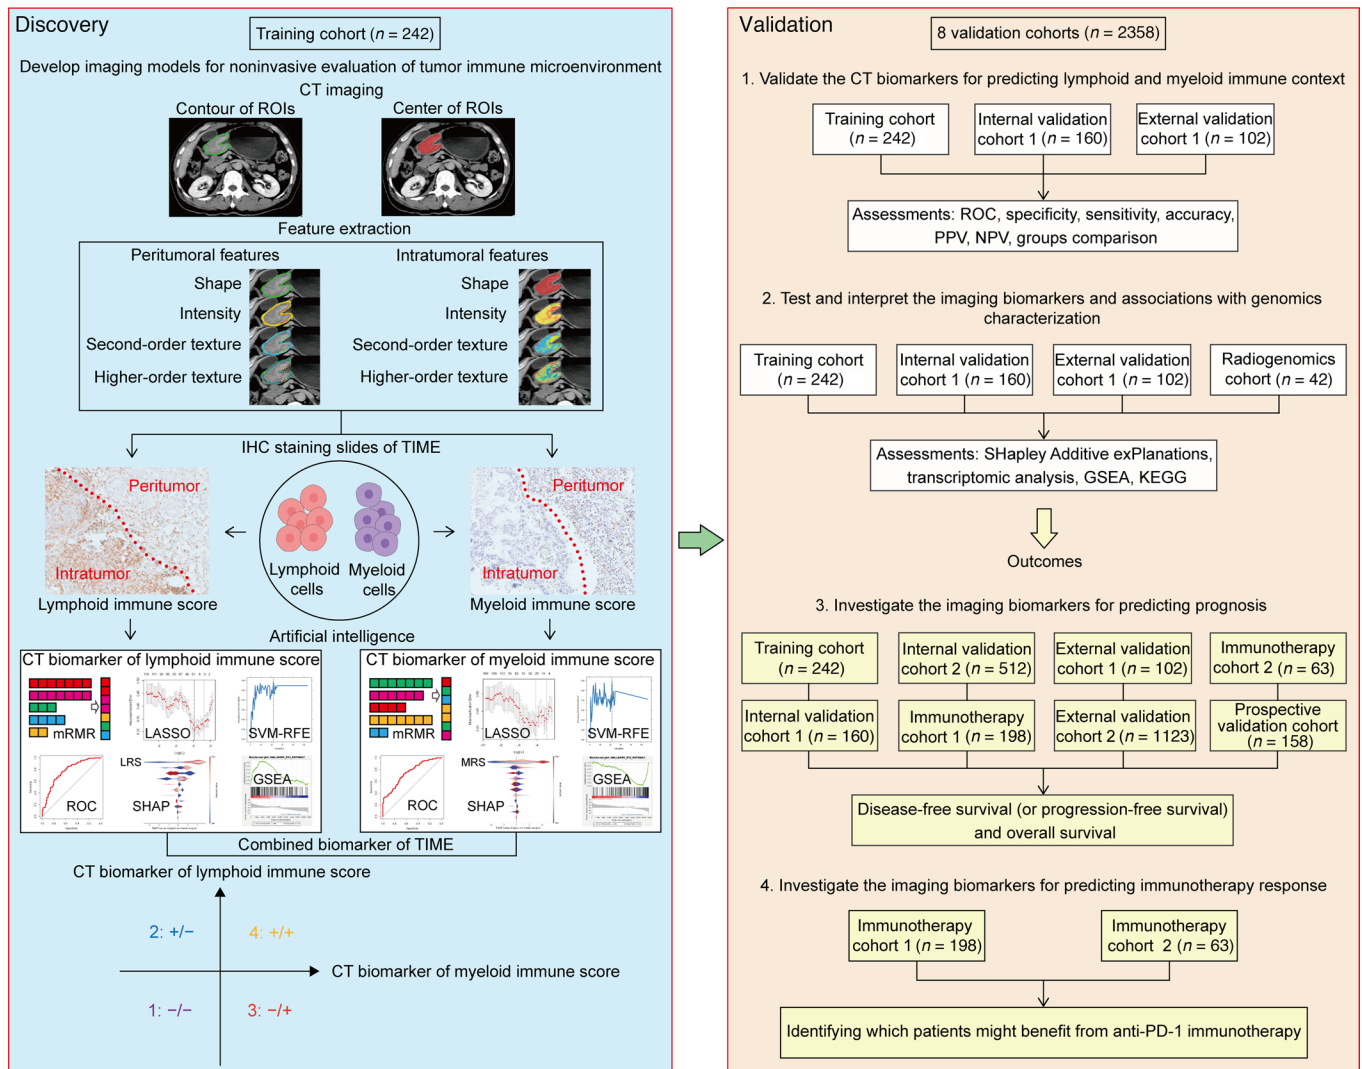 Discovery
Training cohort (n = 242)
Develop imaging models for noninvasive evaluation of tumor immune microenvironment
CT imaging
Contour of ROIs
Center of ROIs
Feature extraction
Peritumoral features
Intratumoral features
Shape
Shape
Intensity
Intensity
Second-order texture
Second-order texture
Higher-order texture
Higher-order texture
IHC staining slides of TIME
Peritumor
Intratumor
Lymphoid immune score
Lymphoid
cells
Myeloid
cells
Peritumor
Intratumor
Myeloid immune score
Artificial intelligence
CT biomarker of lymphoid immune score
mRMR
LASSO
SVM-RFE
ROC
LRS
SHAP
GSEA
CT biomarker of myeloid immune score
mRMR
LASSO
SVM-RFE
ROC
MRS
SHAP
GSEA
Combined biomarker of TIME
CT biomarker of lymphoid immune score
2: +/−
4: +/+
CT biomarker of myeloid immune score
1: −/−
3: −/+
Validation
8 validation cohorts (n = 2358)
1. Validate the CT biomarkers for predicting lymphoid and myeloid immune context
Training cohort
(n = 242)
Internal validation
cohort 1 (n = 160)
External validation
cohort 1 (n = 102)
Assessments: ROC, specificity, sensitivity, accuracy,
PPV, NPV, groups comparison
2. Test and interpret the imaging biomarkers and associations with genomics
characterization
Training cohort
(n = 242)
Internal validation
cohort 1 (n = 160)
External validation
cohort 1 (n = 102)
Radiogenomics
cohort (n = 42)
Assessments: SHapley Additive exPlanations,
transcriptomic analysis, GSEA, KEGG
Outcomes
3. Investigate the imaging biomarkers for predicting prognosis
Training cohort
(n = 242)
Internal validation
cohort 2 (n = 512)
External validation
cohort 1 (n = 102)
Immunotherapy
cohort 2 (n = 63)
Internal validation
cohort 1 (n = 160)
Immunotherapy
cohort 1 (n = 198)
External validation
cohort 2 (n = 1123)
Prospective
validation cohort
(n = 158)
Disease-free survival (or progression-free survival)
and overall survival
4. Investigate the imaging biomarkers for predicting immunotherapy response
Immunotherapy
cohort 1 (n = 198)
Immunotherapy
cohort 2 (n = 63)
Identifying which patients might benefit from anti-PD-1 immunotherapy